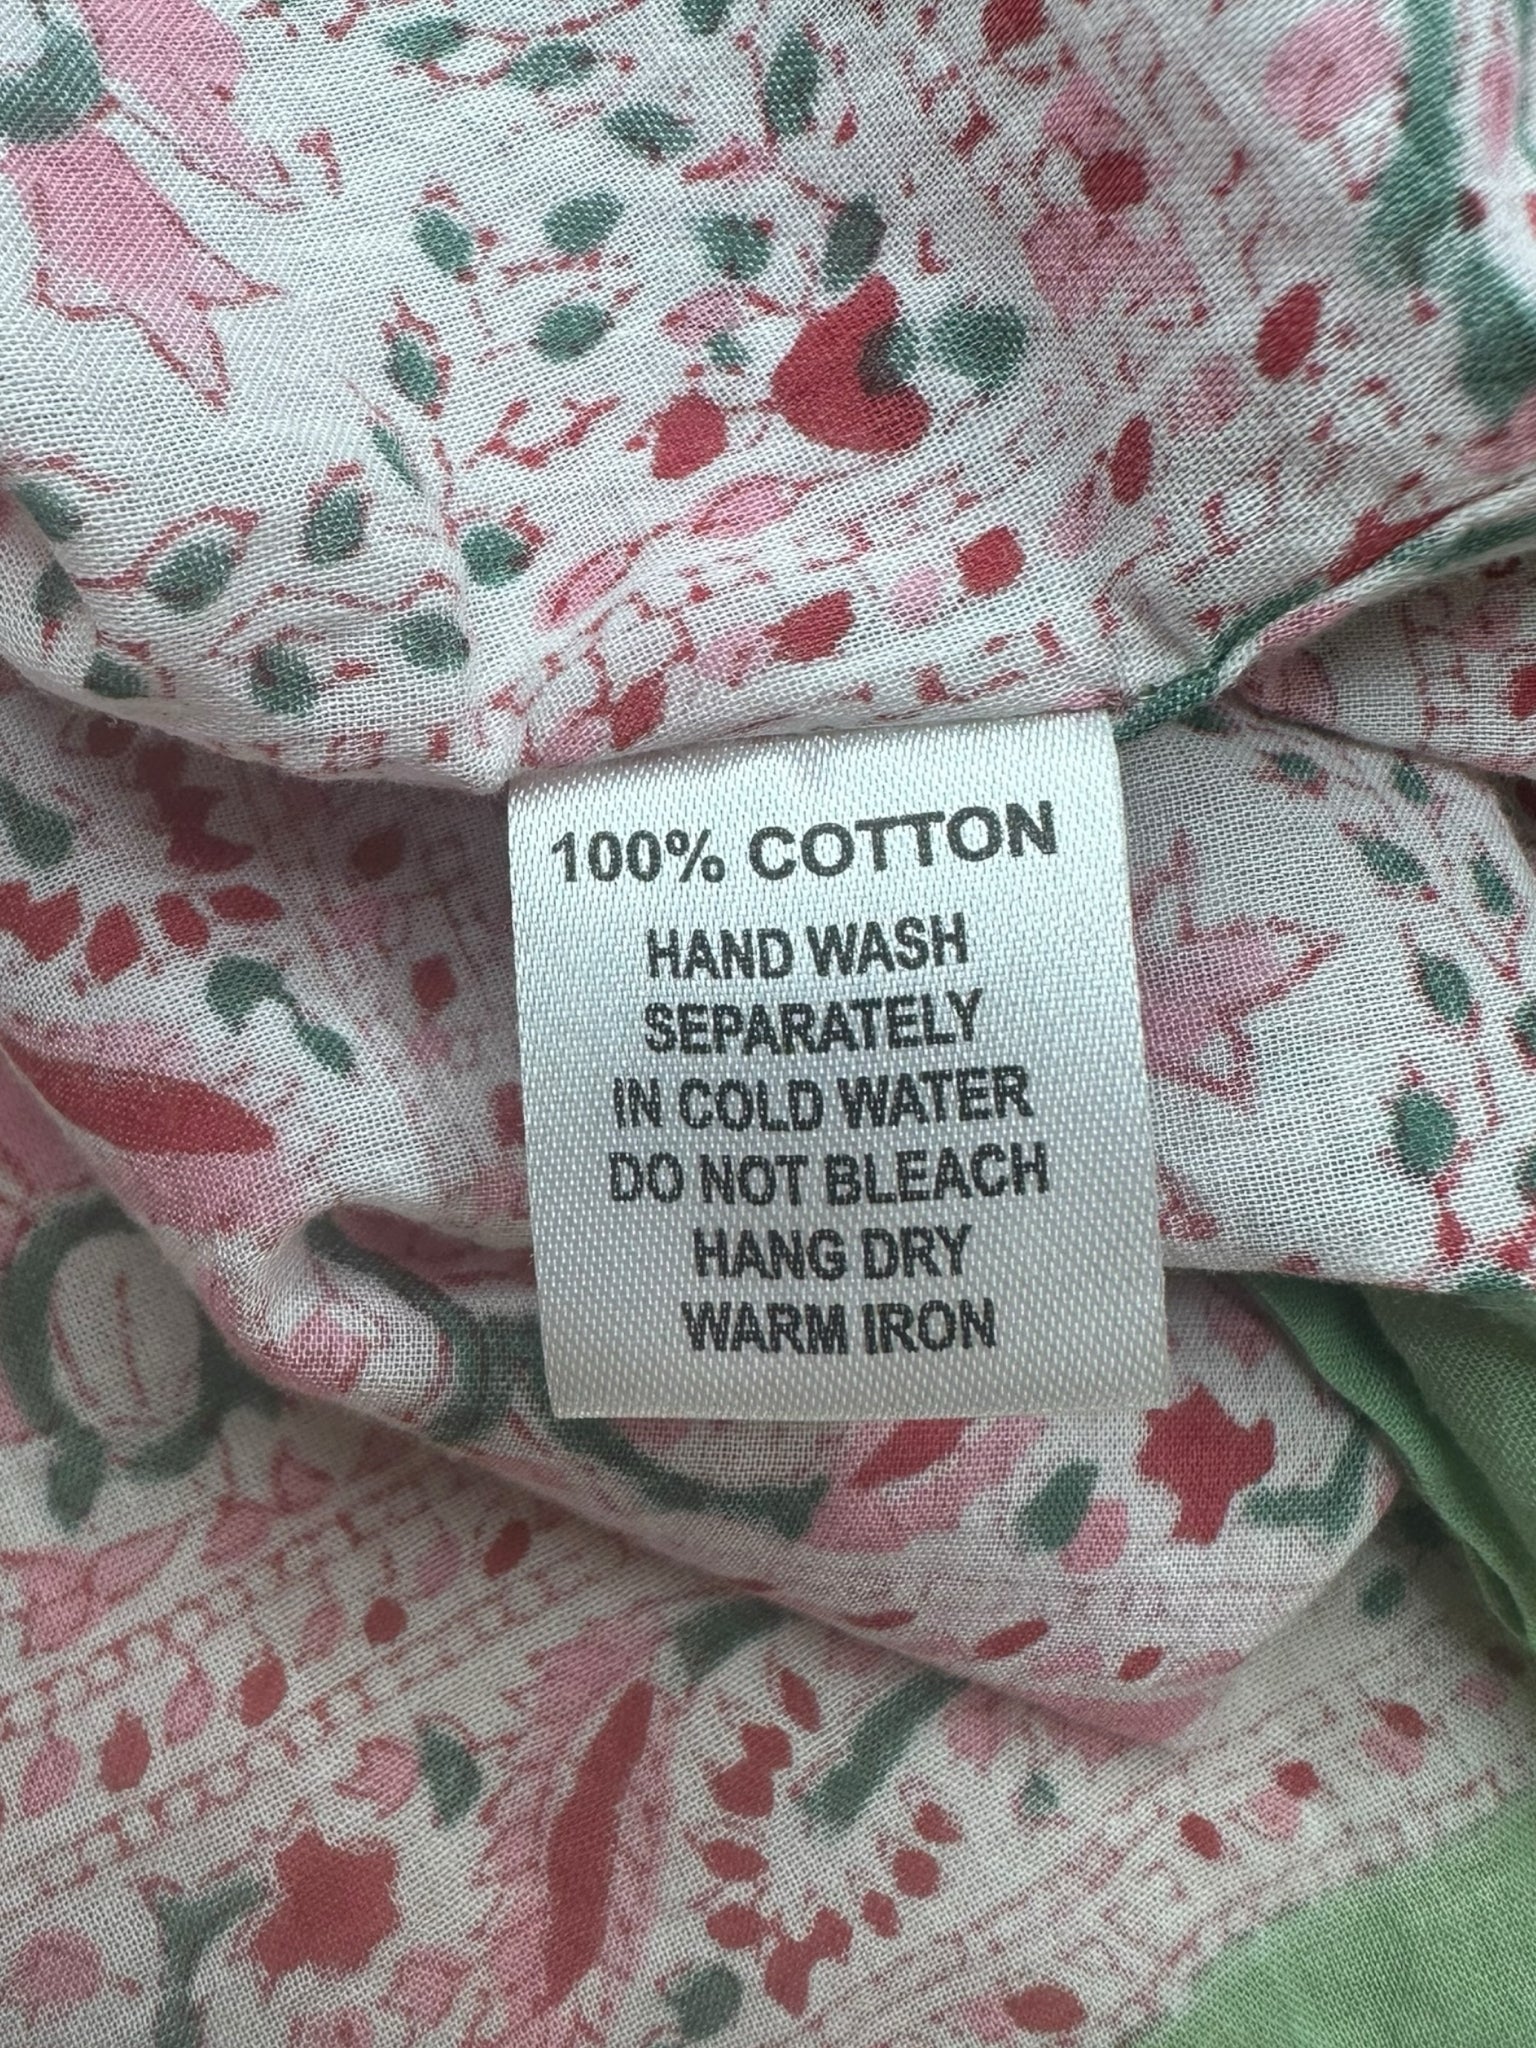 100% COTTON
HAND WASH
SEPARATELY
IN COLD WATER
DO NOT BLEACH
HANG DRY
WARM IRON